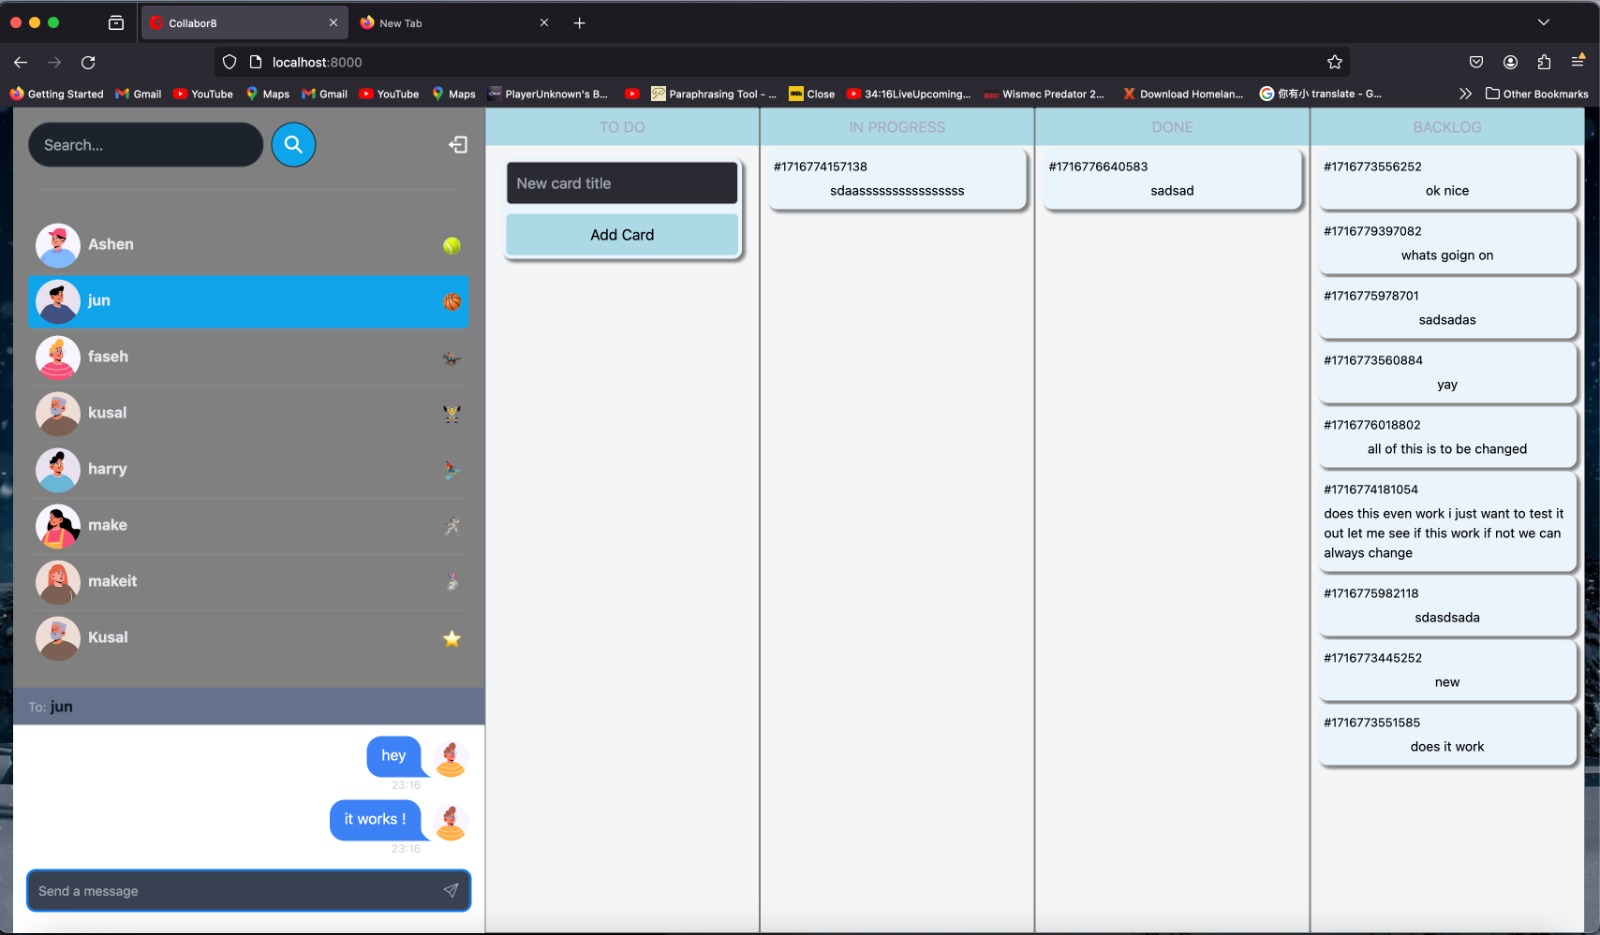 Collabor8
New Tab
localhost:8000
Getting Started
Gmail
YouTube
Maps
Gmail
YouTube
Maps
PlayerUnknown's B...
Paraphrasing Tool - ...
Close
34:16LiveUpcoming...
Wismec Predator 2...
Download Homelan...
你有小 translate - G...
Other Bookmarks
Search...
Ashen
jun
faseh
kusal
harry
make
makeit
Kusal
To: jun
hey
23:16
it works !
23:16
Send a message
TO DO
New card title
Add Card
IN PROGRESS
#1716774157138
sdaasssssssssssssssss
DONE
#1716776640583
sadsad
BACKLOG
#1716773556252
ok nice
#1716779397082
whats goign on
#1716775978701
sadsadas
#1716773560884
yay
#1716776018802
all of this is to be changed
#1716774181054
does this even work i just want to test it
out let me see if this work if not we can
always change
#1716775982118
sdasdsada
#1716773445252
new
#1716773551585
does it work